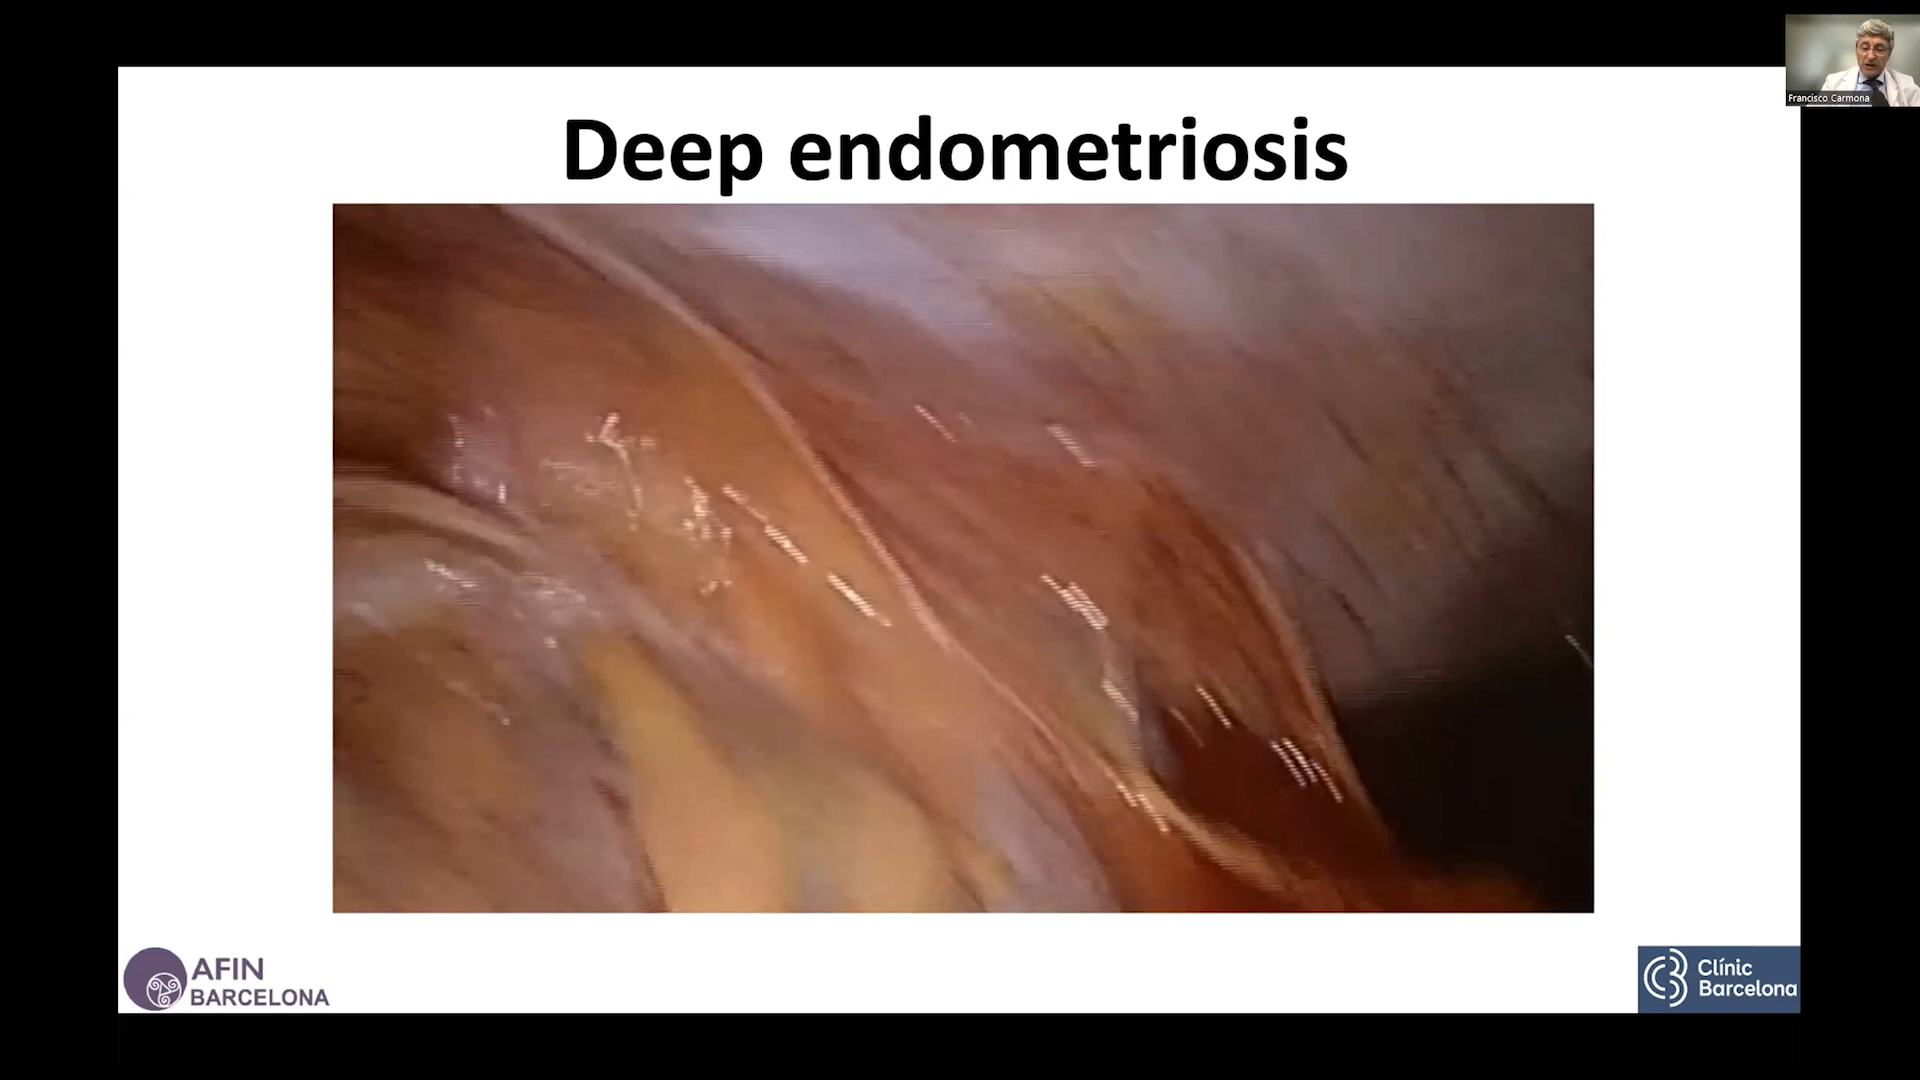 Francisco Carmona
Deep endometriosis
AFIN
BARCELONA
Clínic
Barcelona